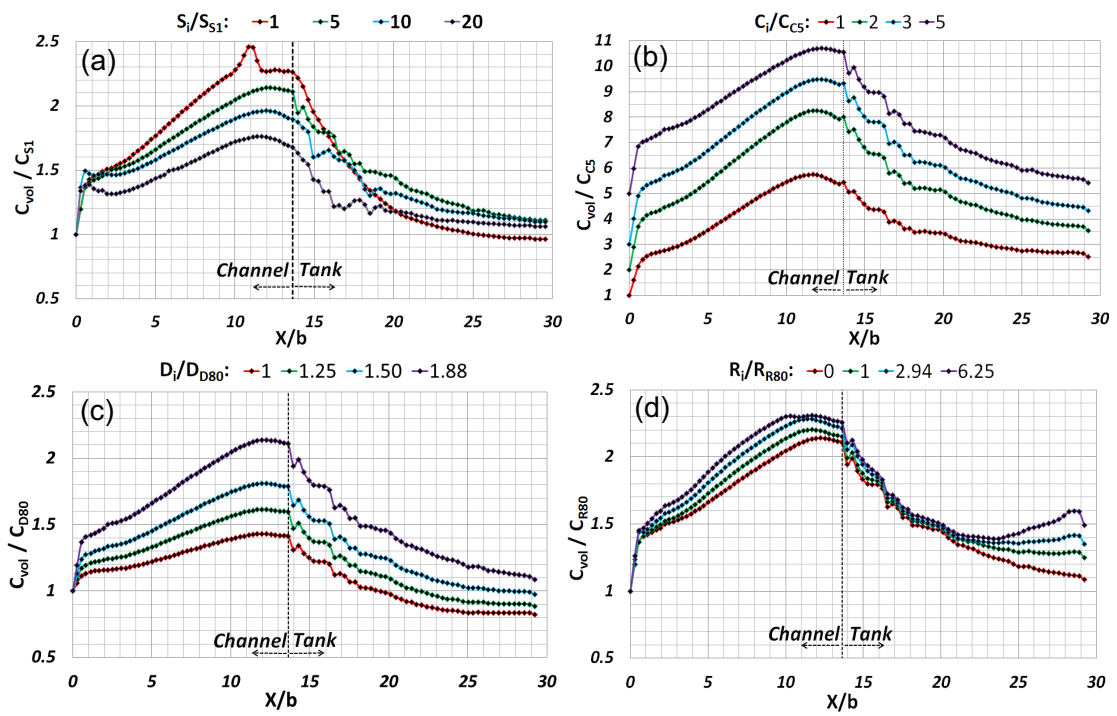 Si/SS1: 1 5 10 20
(a)
Cvol / CS1
2.5
2
1.5
1
0.5
Channel Tank
0 5 10 15 20 25 30
X/b
Ci/CC5: 1 2 3 5
(b)
Cvol/ CC5
11
10
9
8
7
6
5
4
3
2
1
Channel Tank
0 5 10 15 20 25 30
X/b
Di/DD80: 1 1.25 1.50 1.88
(c)
Cvol / CD80
2.5
2
1.5
1
0.5
Channel Tank
0 5 10 15 20 25 30
X/b
Ri/RR80: 0 1 2.94 6.25
(d)
Cvol / CR80
2.5
2
1.5
1
0.5
Channel Tank
0 5 10 15 20 25 30
X/b